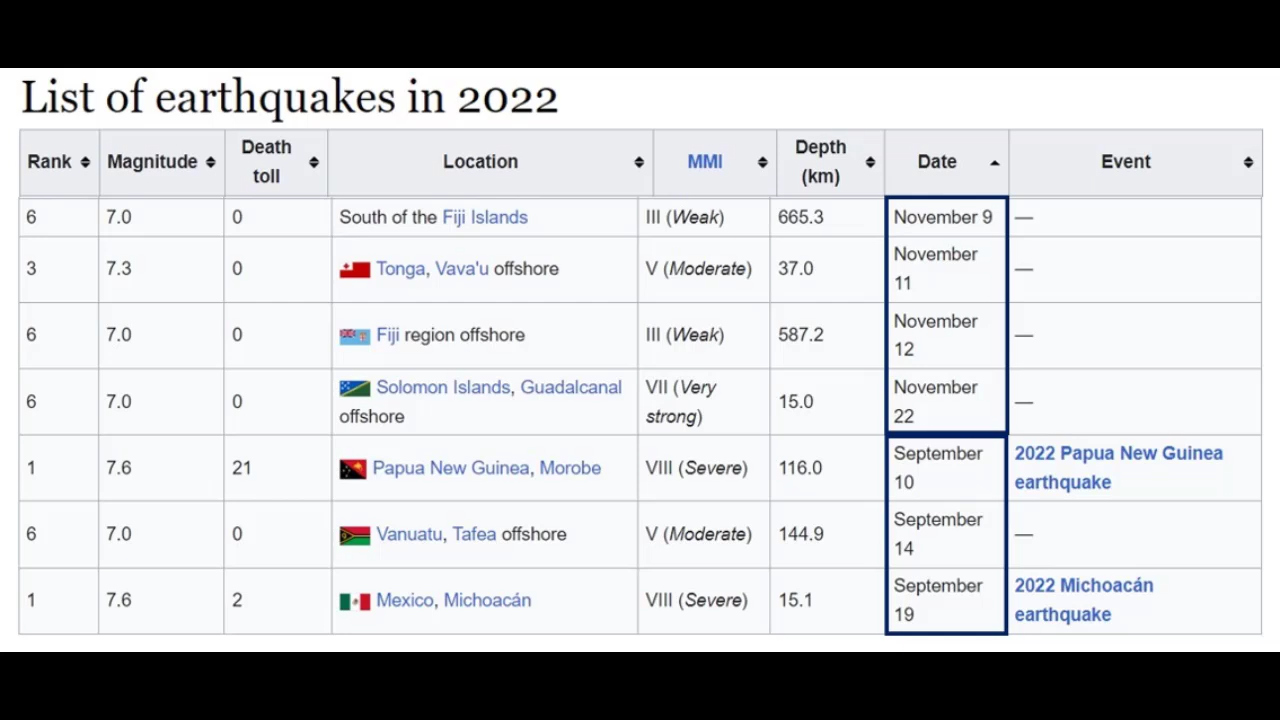 List of earthquakes in 2022
Rank Magnitude Death toll Location MMI Depth (km) Date Event
6 7.0 0 South of the Fiji Islands III (Weak) 665.3 November 9 —
3 7.3 0 Tonga, Vava'u offshore V (Moderate) 37.0 November 11 —
6 7.0 0 Fiji region offshore III (Weak) 587.2 November 12 —
6 7.0 0 Solomon Islands, Guadalcanal offshore VII (Very strong) 15.0 November 22 —
1 7.6 21 Papua New Guinea, Morobe VIII (Severe) 116.0 September 10 2022 Papua New Guinea earthquake
6 7.0 0 Vanuatu, Tafea offshore V (Moderate) 144.9 September 14 —
1 7.6 2 Mexico, Michoacán VIII (Severe) 15.1 September 19 2022 Michoacán earthquake